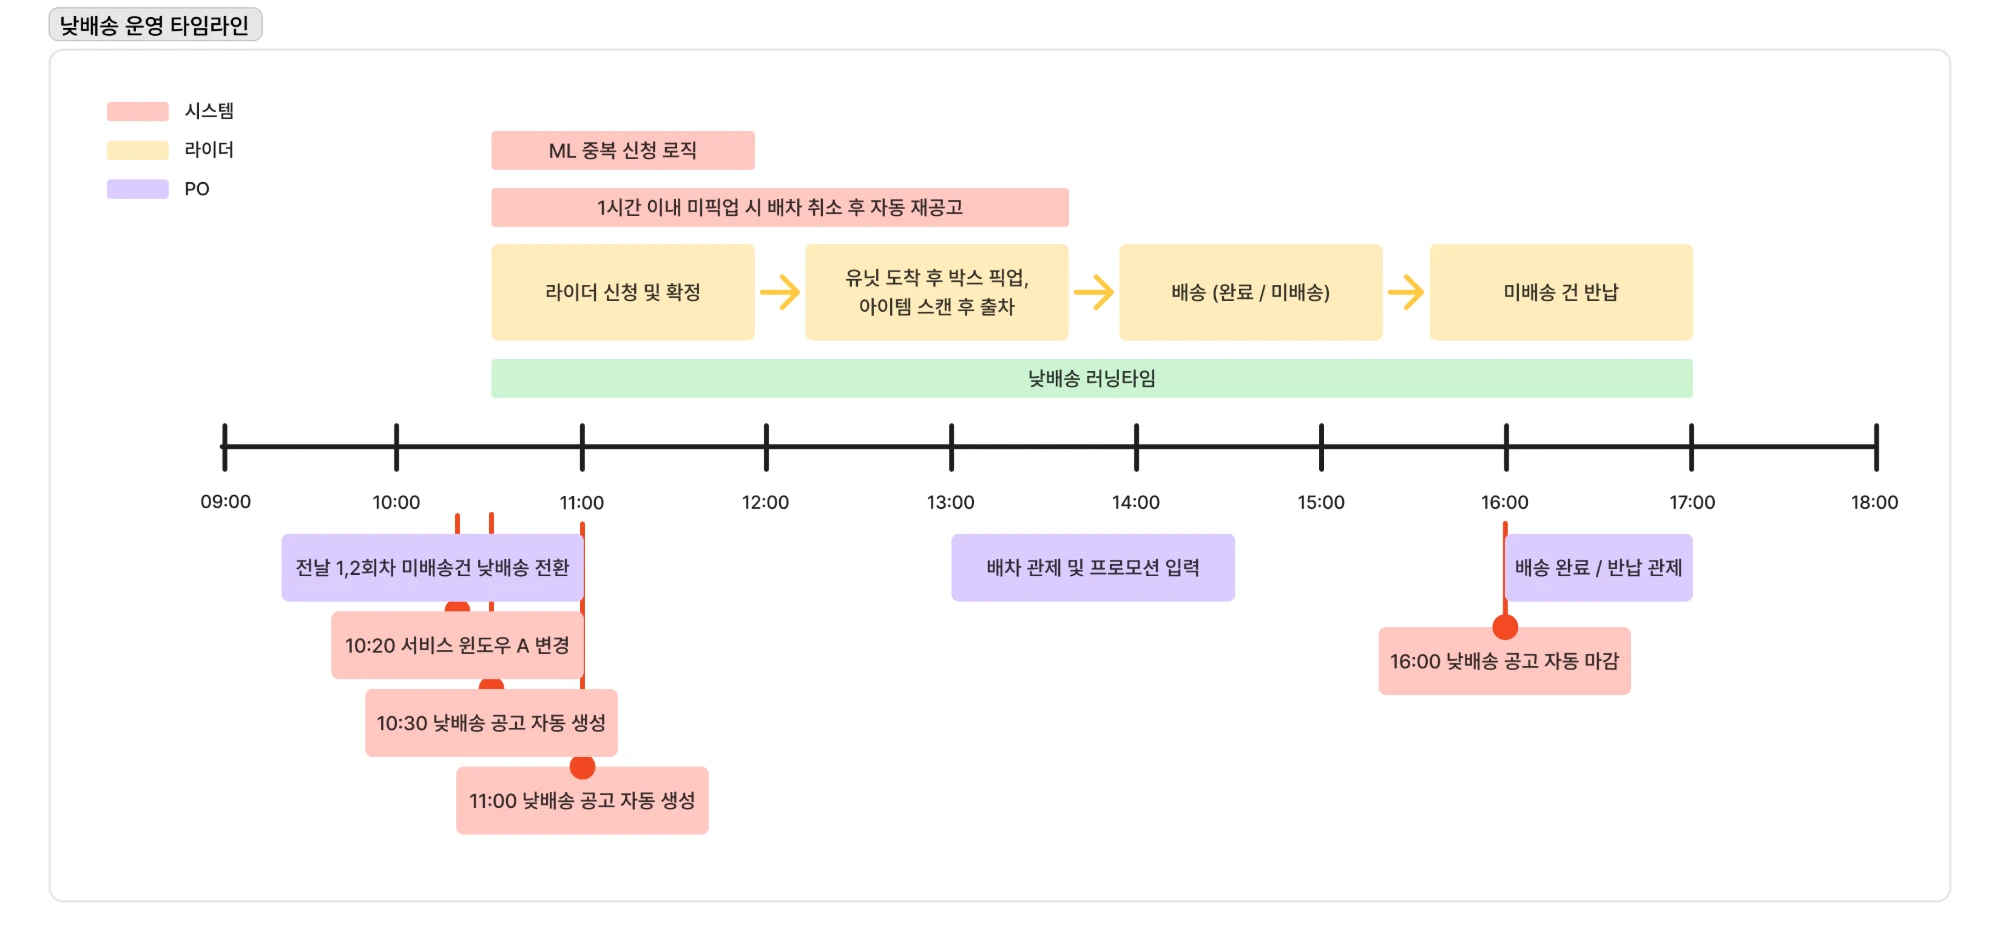 낮배송 운영 타임라인
시스템
라이더
PO
ML 중복 신청 로직
1시간 이내 미픽업 시 배차 취소 후 자동 재공고
라이더 신청 및 확정
유닛 도착 후 박스 픽업,
아이템 스캔 후 출차
배송 (완료 / 미배송)
미배송 건 반납
낮배송 러닝타임
09:00
10:00
11:00
12:00
13:00
14:00
15:00
16:00
17:00
18:00
전날 1,2회차 미배송건 낮배송 전환
배차 관제 및 프로모션 입력
배송 완료 / 반납 관제
10:20 서비스 윈도우 A 변경
16:00 낮배송 공고 자동 마감
10:30 낮배송 공고 자동 생성
11:00 낮배송 공고 자동 생성